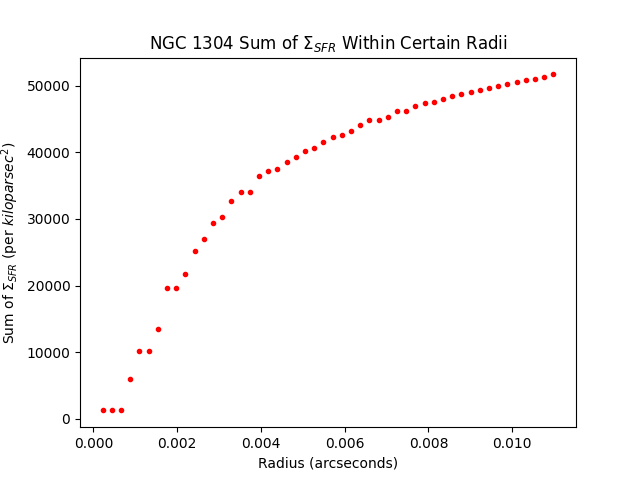 NGC 1304 Sum of Σ_SFR Within Certain Radii
Sum of Σ_SFR (per kiloparsec²)
50000
40000
30000
20000
10000
0
0.000 0.002 0.004 0.006 0.008 0.010
Radius (arcseconds)